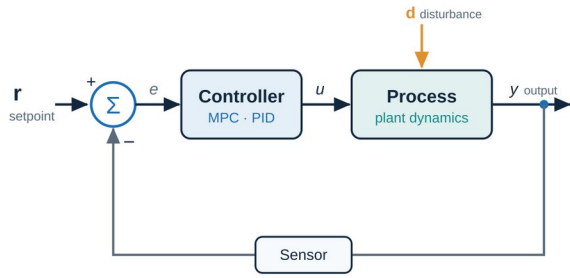 d disturbance
+
r
setpoint
Σ
e
Controller
MPC · PID
u
Process
plant dynamics
y output
−
Sensor